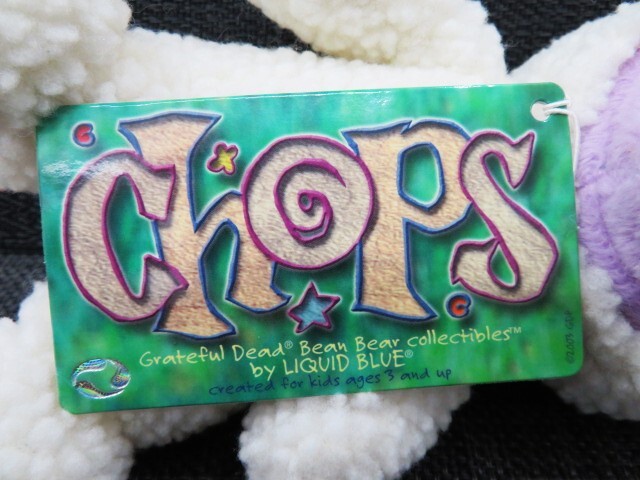 Chops
Grateful Dead® Bean Bear collectibles™
by LIQUID BLUE®
created for kids ages 3 and up